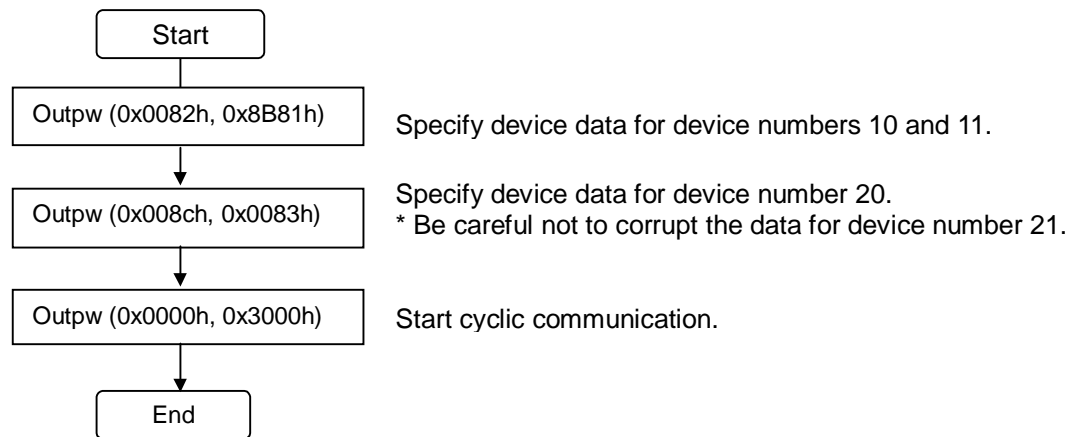 Start
Outpw (0x0082h, 0x8B81h)
Specify device data for device numbers 10 and 11.
Outpw (0x008ch, 0x0083h)
Specify device data for device number 20.
* Be careful not to corrupt the data for device number 21.
Outpw (0x0000h, 0x3000h)
Start cyclic communication.
End